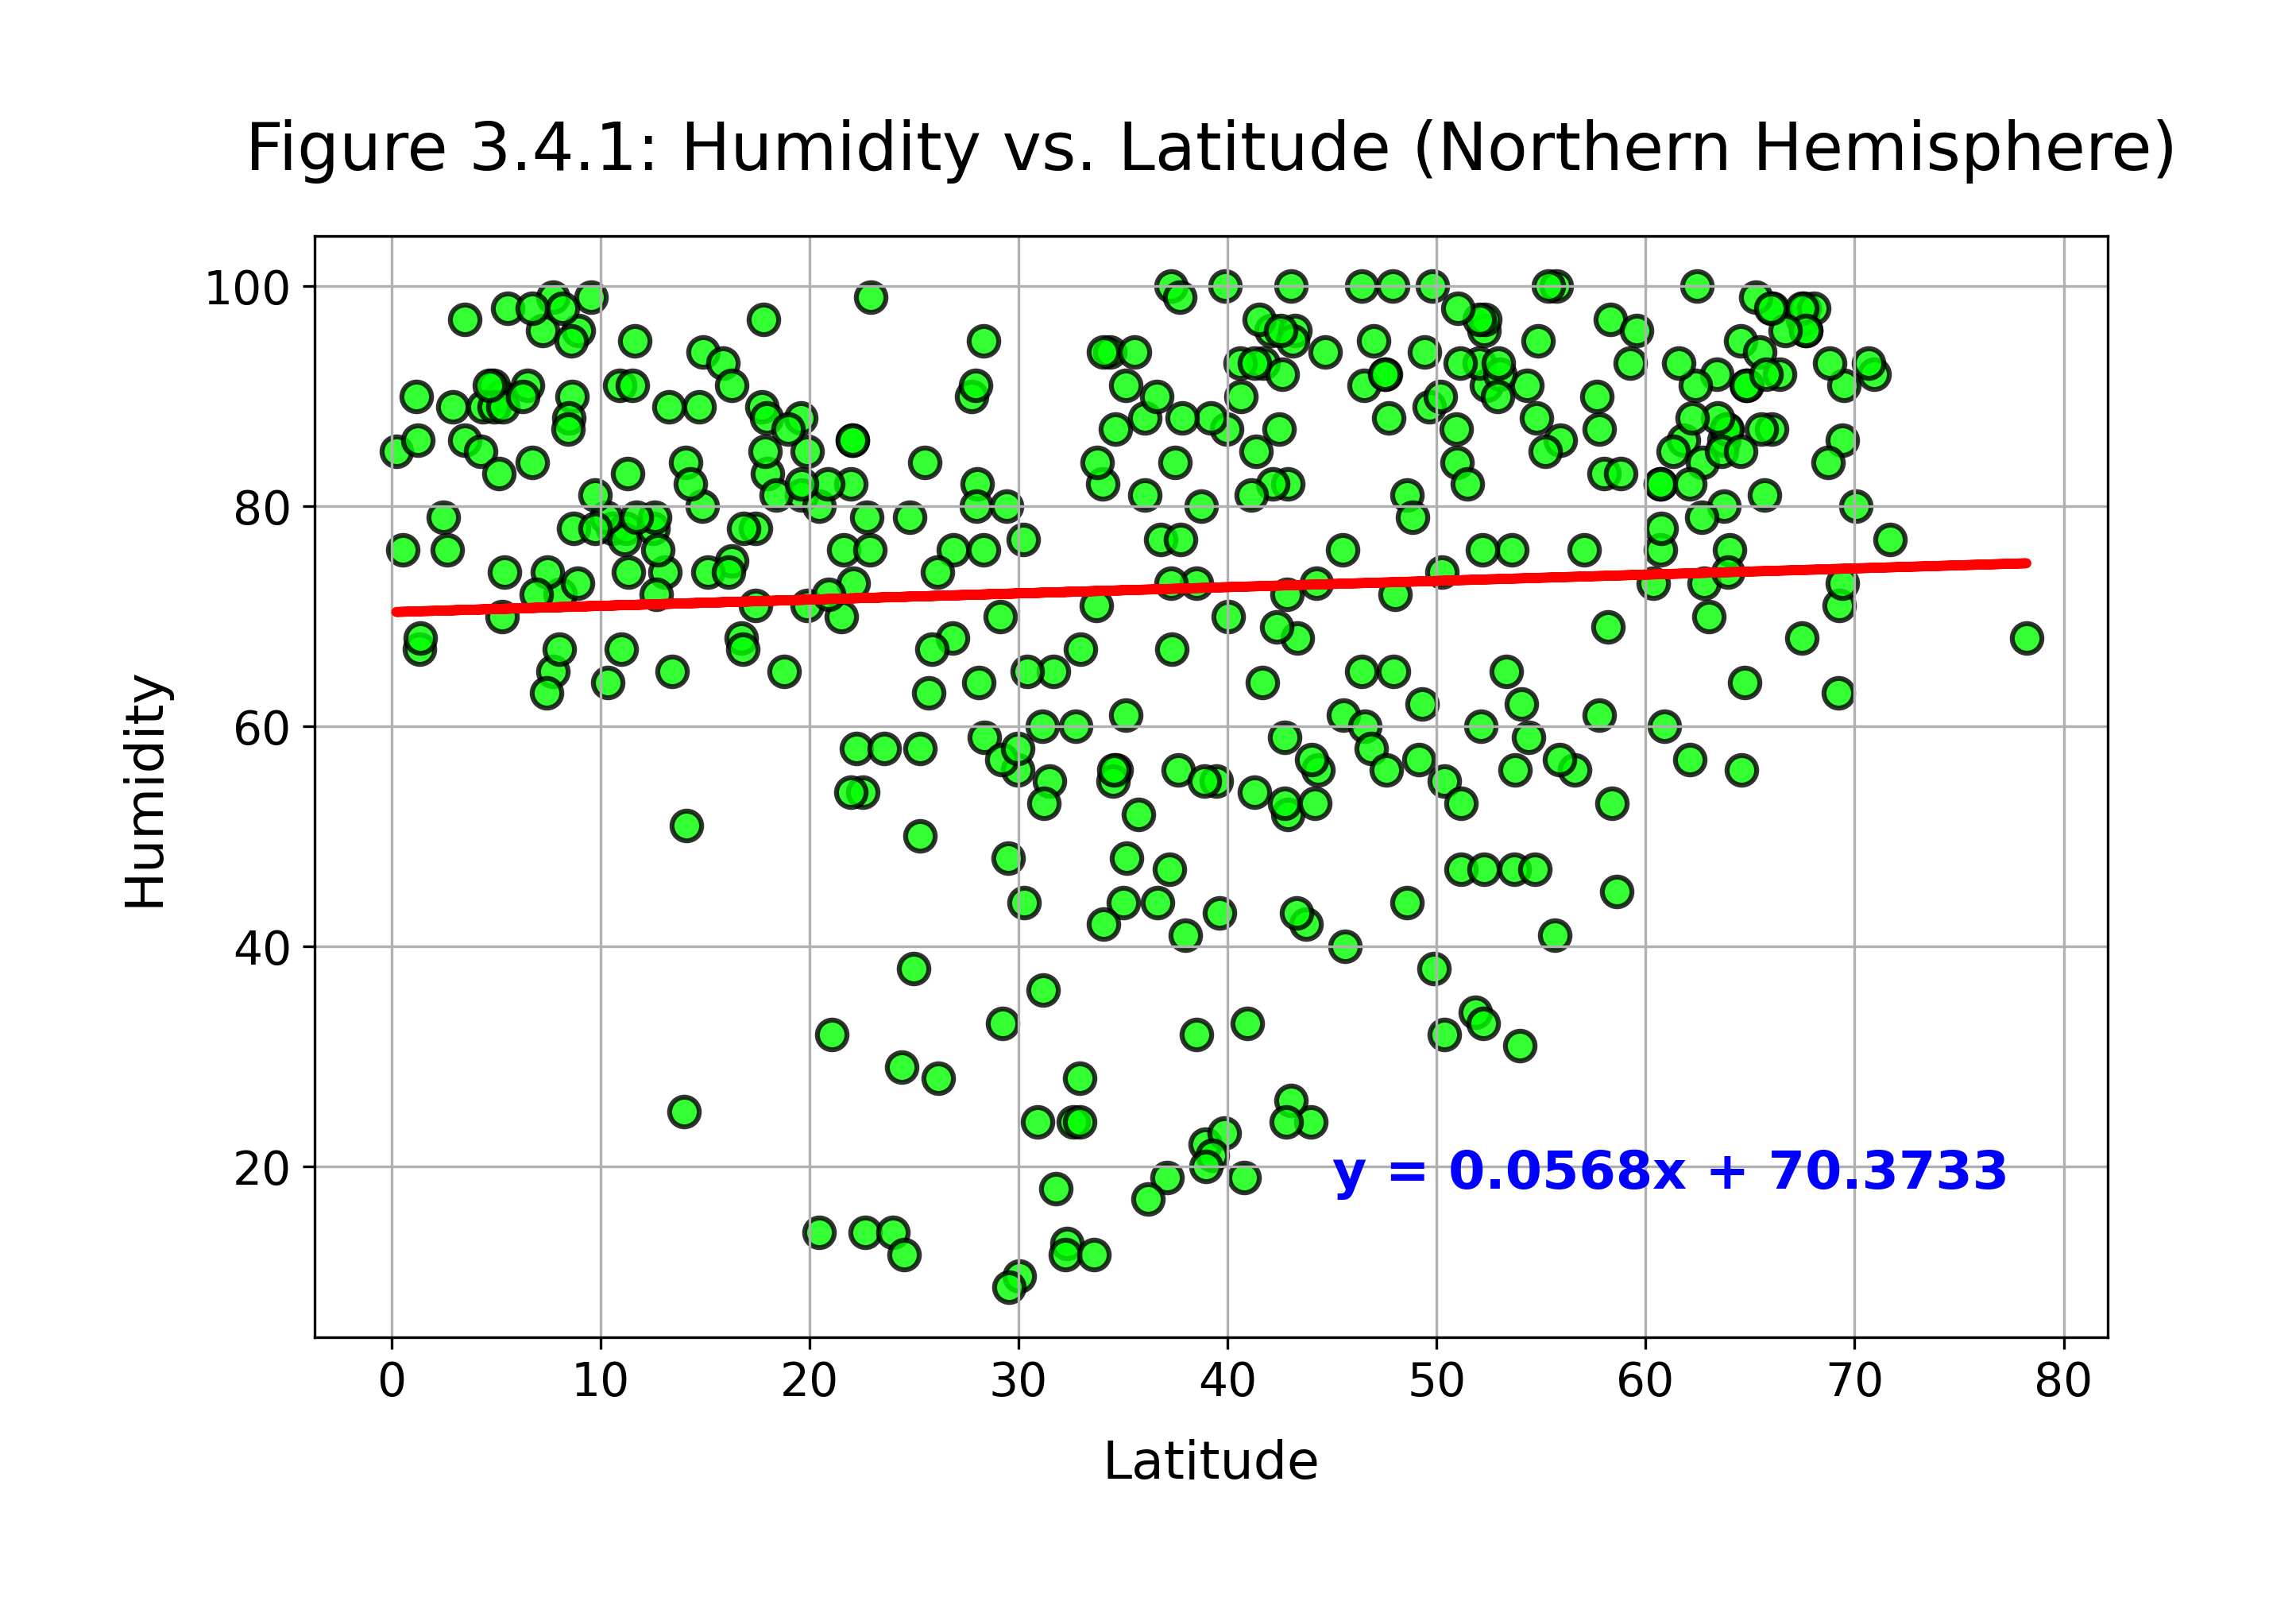 Figure 3.4.1: Humidity vs. Latitude (Northern Hemisphere)
100
80
60
40
20
Humidity
y = 0.0568x + 70.3733
0 10 20 30 40 50 60 70 80
Latitude